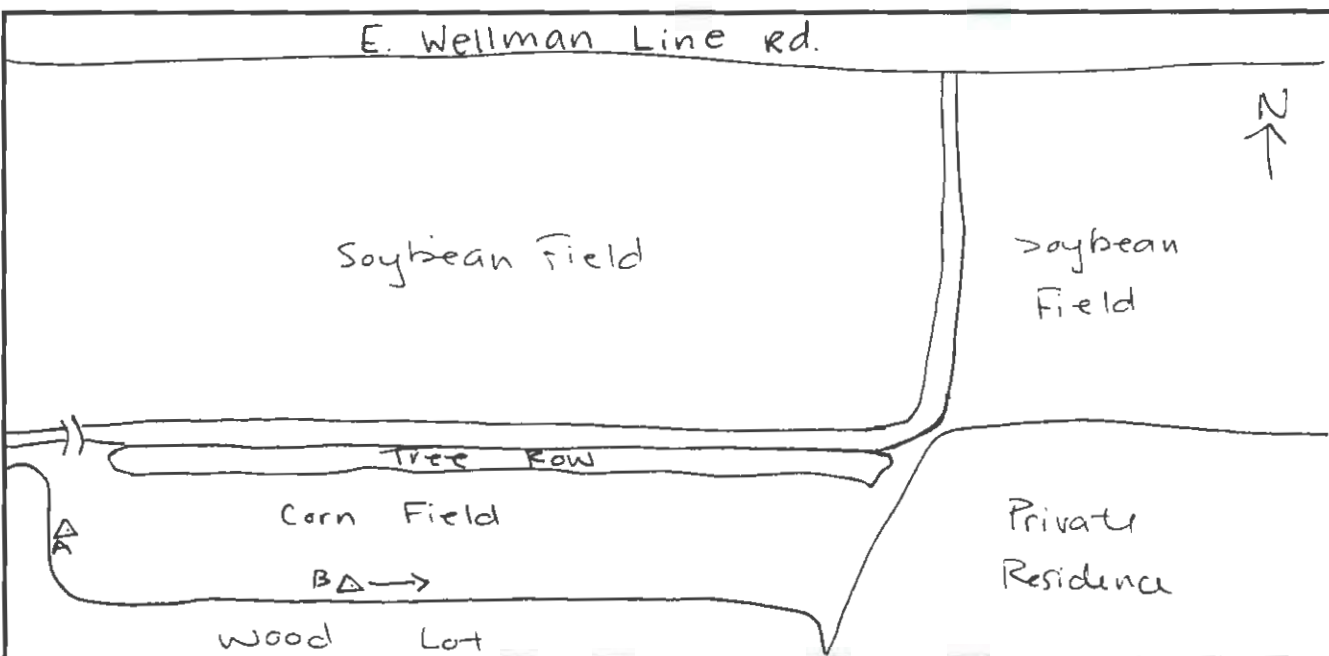 E. Wellman Line Rd.
N
Soybean Field
Soybean
Field
Tree Row
Corn Field
A
B
Private
Residence
Wood Lot